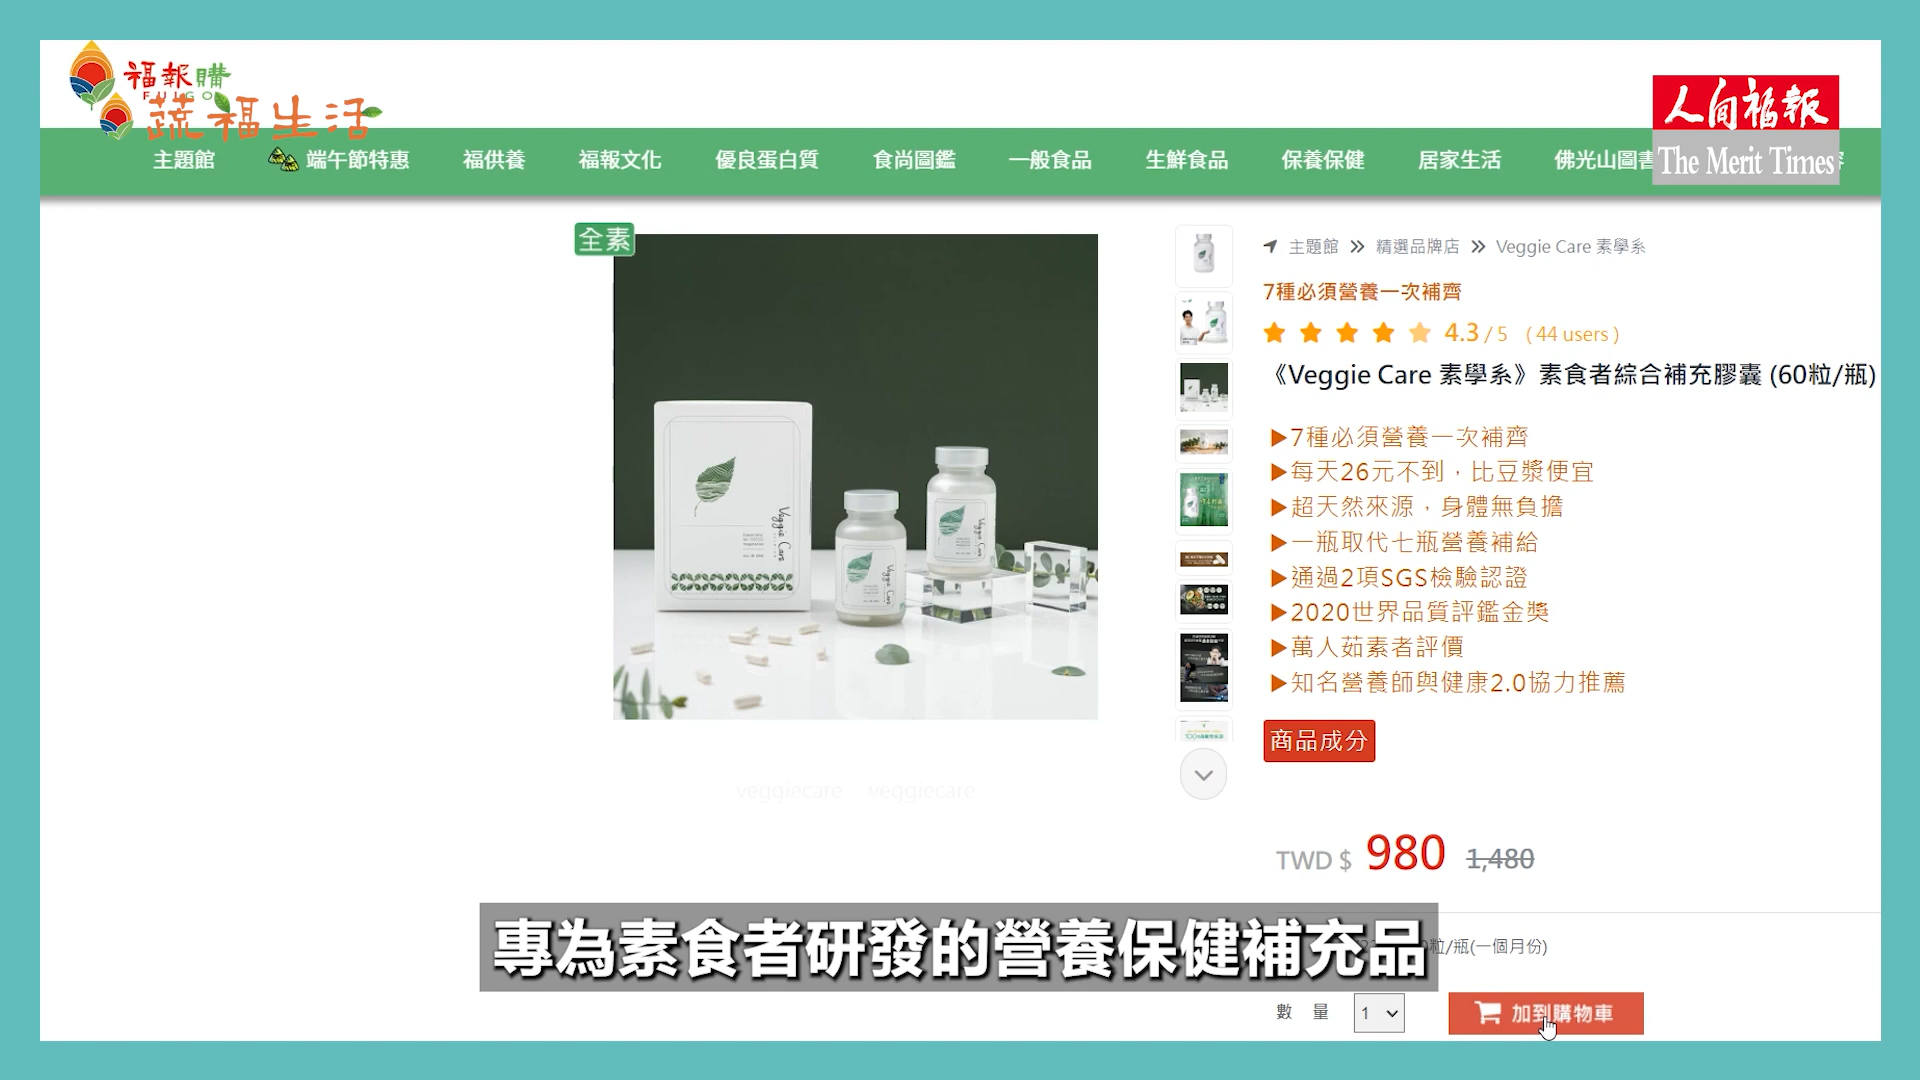 福報購
FUIGO
蔬福生活
人間福報
The Merit Times
主題館 端午節特惠 福供養 福報文化 優良蛋白質 食尚圖鑑 一般食品 生鮮食品 保養保健 居家生活 佛光山圖書
全素
主題館 » 精選品牌店 » Veggie Care 素學系
7種必須營養一次補齊
4.3 / 5 ( 44 users )
《Veggie Care 素學系》素食者綜合補充膠囊 (60粒/瓶)
▶7種必須營養一次補齊
▶每天26元不到，比豆漿便宜
▶超天然來源，身體無負擔
▶一瓶取代七瓶營養補給
▶通過2項SGS檢驗認證
▶2020世界品質評鑑金獎
▶萬人茹素者評價
▶知名營養師與健康2.0協力推薦
商品成分
Veggie Care
Veggie Care
Veggie Care
veggiecare veggiecare
TWD $ 980 1,480
粒/瓶(一個月份)
專為素食者研發的營養保健補充品
數 量 1 加到購物車